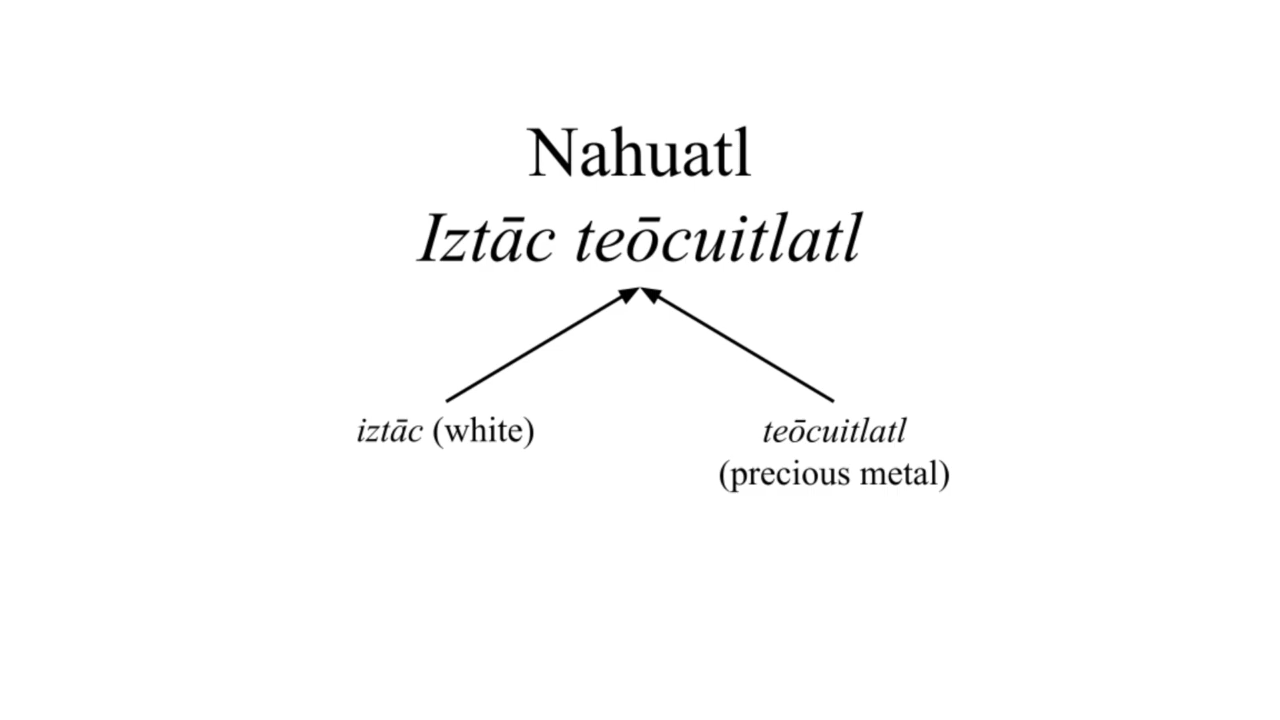 Nahuatl
Iztāc teōcuitlatl
iztāc (white)
teōcuitlatl
(precious metal)